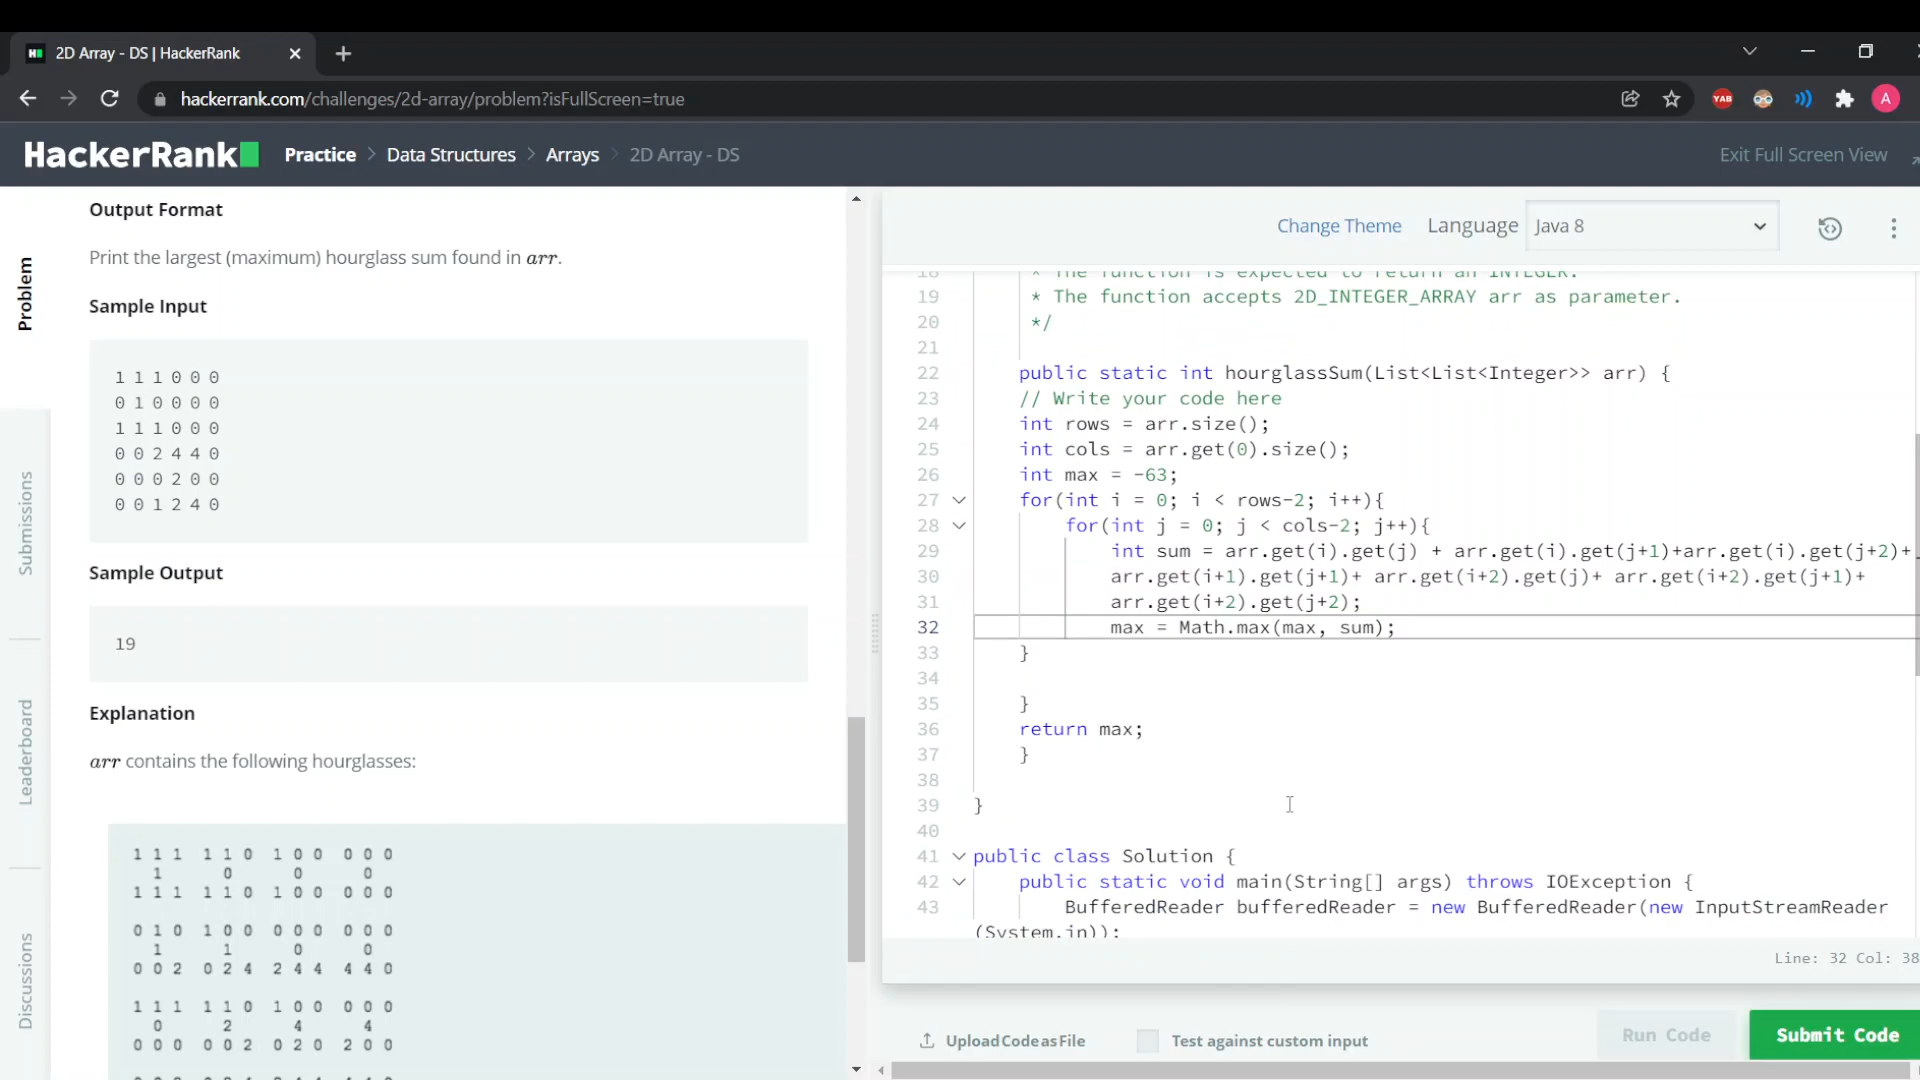 2D Array - DS | HackerRank
hackerrank.com/challenges/2d-array/problem?isFullScreen=true
YAB
A
HackerRank
Practice > Data Structures > Arrays > 2D Array - DS
Exit Full Screen View
Problem
Submissions
Leaderboard
Discussions
Output Format
Print the largest (maximum) hourglass sum found in arr.
Sample Input
1 1 1 0 0 0
0 1 0 0 0 0
1 1 1 0 0 0
0 0 2 4 4 0
0 0 0 2 0 0
0 0 1 2 4 0
Sample Output
19
Explanation
arr contains the following hourglasses:
1 1 1 1 1 0 1 0 0 0 0 0
1 0 0 0
1 1 1 1 1 0 1 0 0 0 0 0
0 1 0 1 0 0 0 0 0 0 0 0
1 1 0 0
0 0 2 0 2 4 2 4 4 4 4 0
1 1 1 1 1 0 1 0 0 0 0 0
0 2 4 4
0 0 0 0 0 2 0 2 0 2 0 0
Change Theme Language Java 8
18 * The function is expected to return an INTEGER.
19 * The function accepts 2D_INTEGER_ARRAY arr as parameter.
20 */
21
22 public static int hourglassSum(List<List<Integer>> arr) {
23 // Write your code here
24 int rows = arr.size();
25 int cols = arr.get(0).size();
26 int max = -63;
27 for(int i = 0; i < rows-2; i++){
28 for(int j = 0; j < cols-2; j++){
29 int sum = arr.get(i).get(j) + arr.get(i).get(j+1)+arr.get(i).get(j+2)+
30 arr.get(i+1).get(j+1)+ arr.get(i+2).get(j)+ arr.get(i+2).get(j+1)+
31 arr.get(i+2).get(j+2);
32 max = Math.max(max, sum);
33 }
34
35 }
36 return max;
37 }
38
39 }
40
41 public class Solution {
42 public static void main(String[] args) throws IOException {
43 BufferedReader bufferedReader = new BufferedReader(new InputStreamReader
(System.in));
Line: 32 Col: 38
Upload Code as File
Test against custom input
Run Code
Submit Code